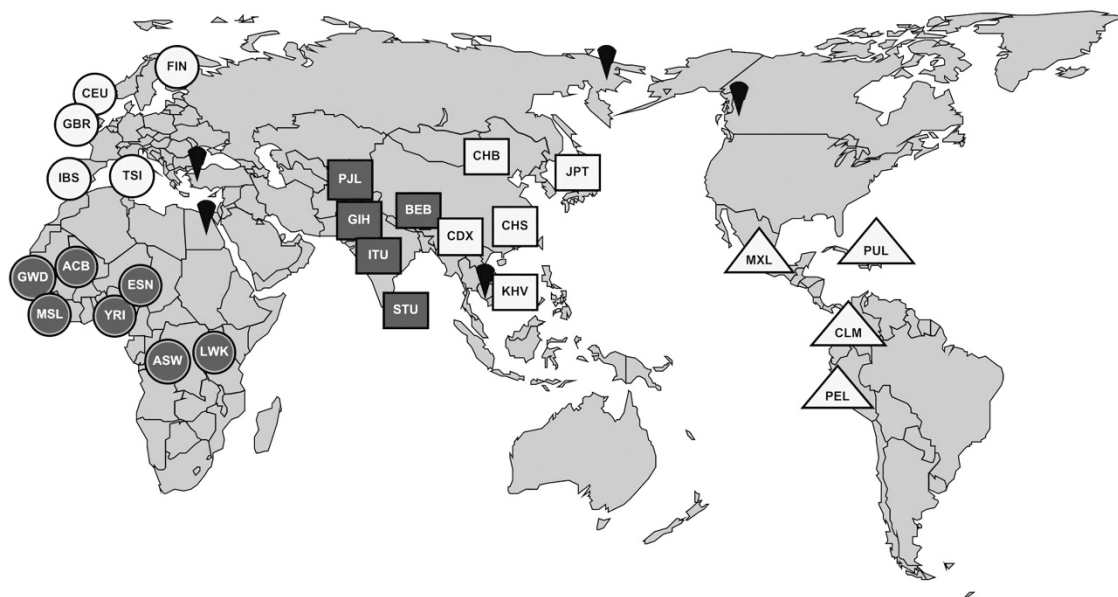 FIN
CEU
GBR
IBS
TSI
CHB
JPT
PJL
GIH
BEB
CDX
CHS
ITU
KHV
STU
GWD
ACB
ESN
MSL
YRI
ASW
LWK
MXL
PUL
CLM
PEL